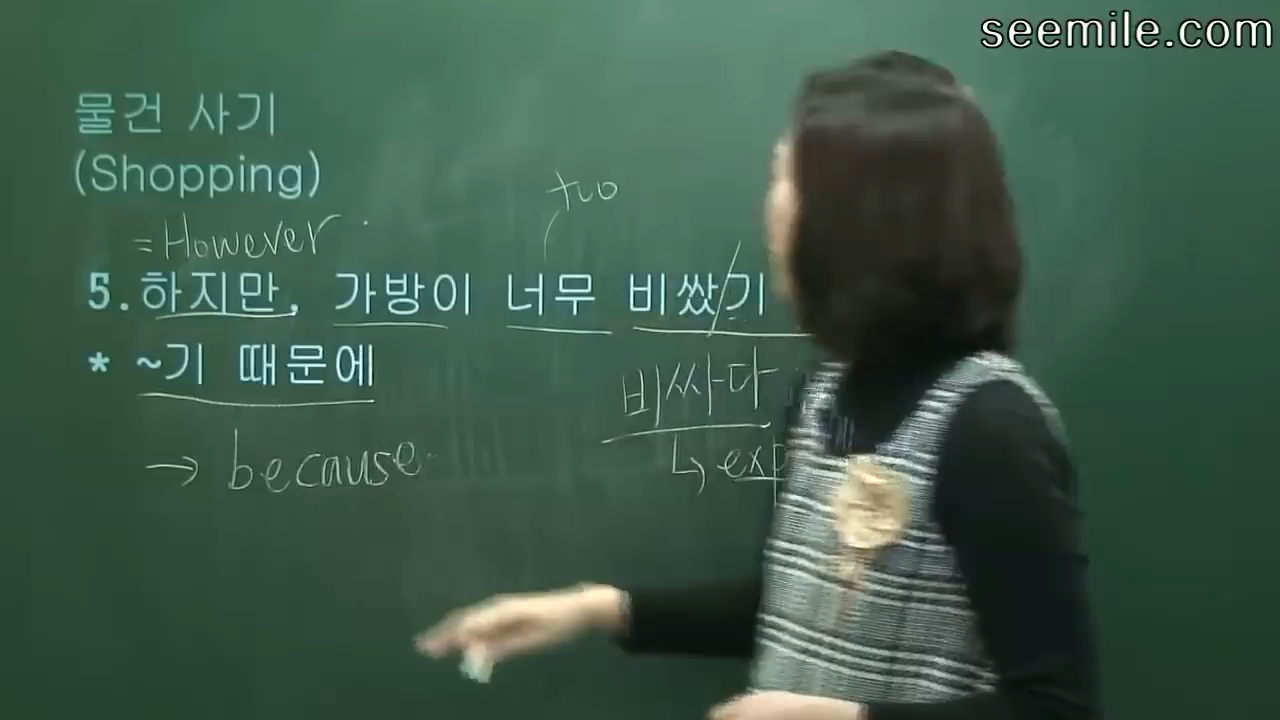 seemile.com
물건 사기
(Shopping)
too
= However
5. 하지만, 가방이 너무 비쌌기
* ~기 때문에
비싸다
→ because
↳ exp